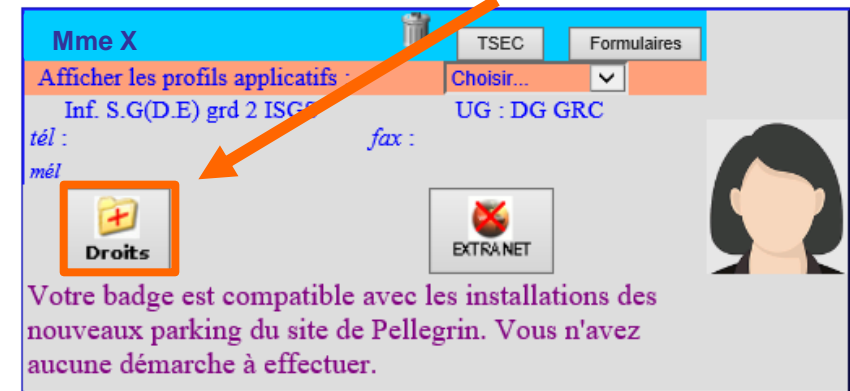 Mme X
TSEC Formulaires
Afficher les profils applicatifs : Choisir...
Inf. S.G(D.E) grd 2 ISGS UG : DG GRC
tél : fax :
mél
Droits EXTRANET
Votre badge est compatible avec les installations des
nouveaux parking du site de Pellegrin. Vous n'avez
aucune démarche à effectuer.